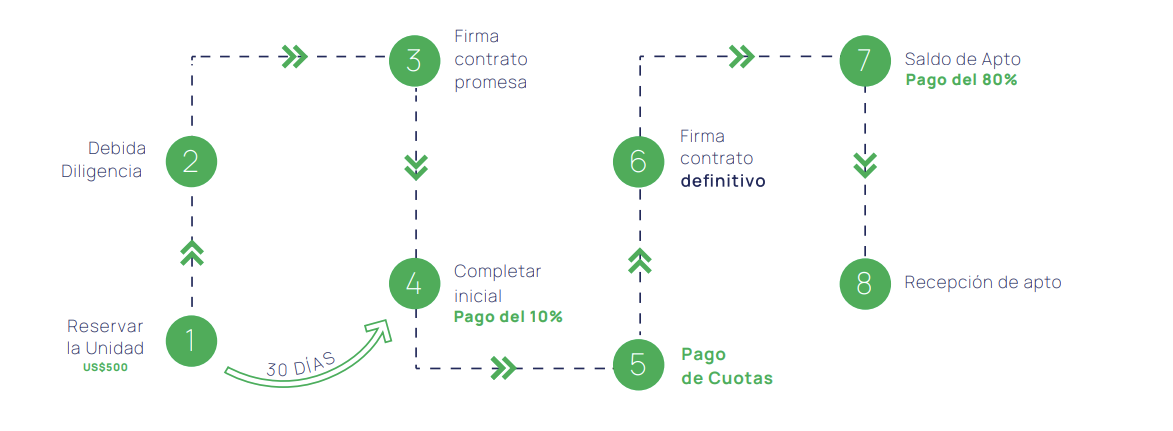 1
Reservar
la Unidad
US$500
30 DÍAS
2
Debida
Diligencia
3
Firma
contrato
promesa
4
Completar
inicial
Pago del 10%
5
Pago
de Cuotas
6
Firma
contrato
definitivo
7
Saldo de Apto
Pago del 80%
8
Recepción de apto